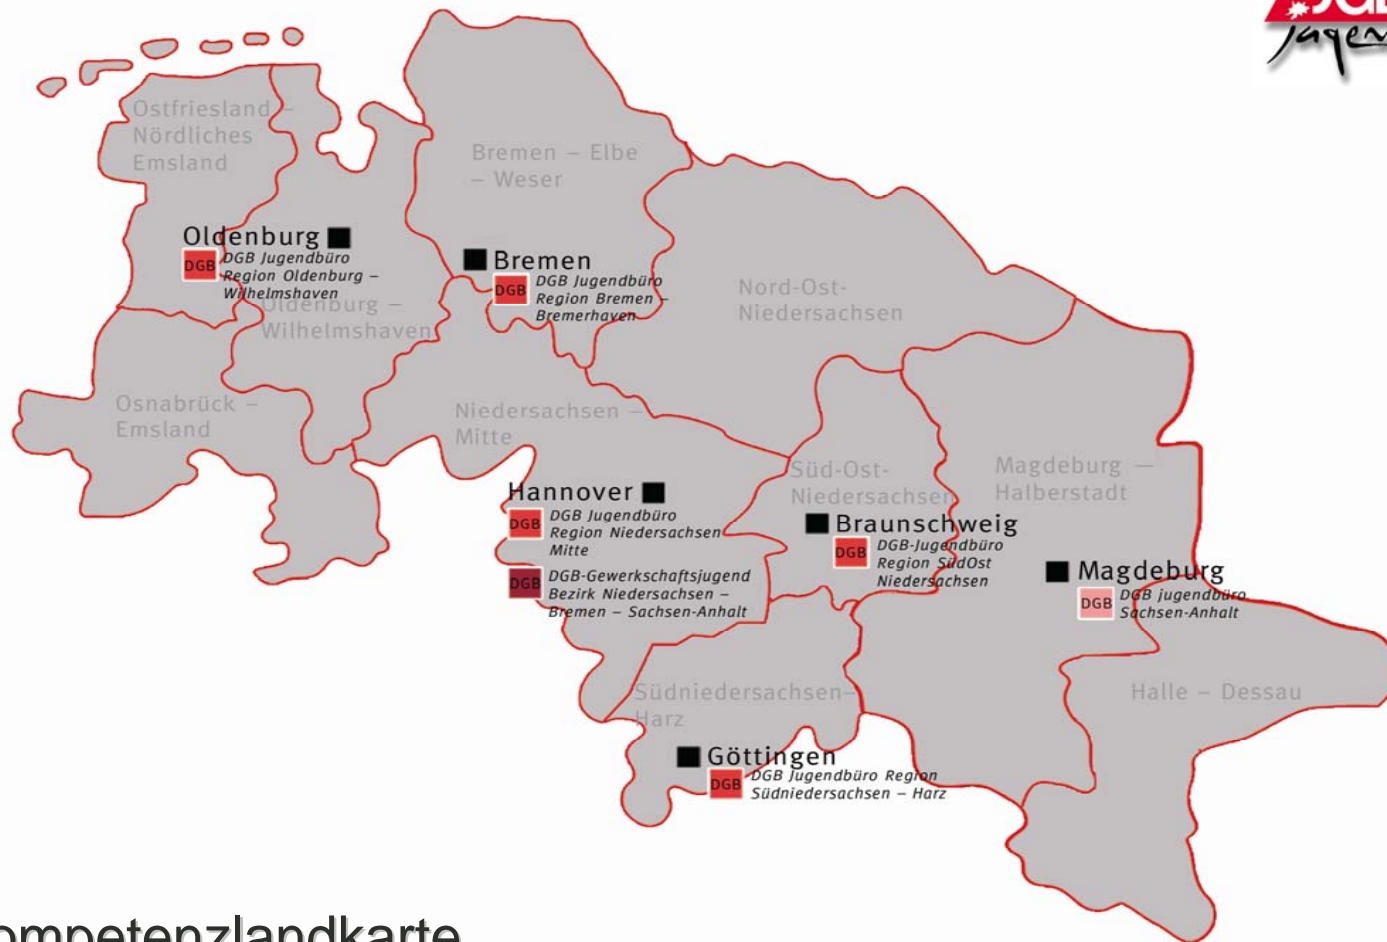 Jugen
Ostfriesland –
Nördliches
Emsland
Bremen – Elbe
– Weser
Oldenburg
DGB
DGB Jugendbüro
Region Oldenburg –
Wilhelmshaven
Oldenburg –
Wilhelmshaven
Bremen
DGB
DGB Jugendbüro
Region Bremen –
Bremerhaven
Nord-Ost-
Niedersachsen
Osnabrück –
Emsland
Niedersachsen –
Mitte
Hannover
DGB
DGB Jugendbüro
Region Niedersachsen
Mitte
DGB
DGB-Gewerkschaftsjugend
Bezirk Niedersachsen –
Bremen – Sachsen-Anhalt
Süd-Ost-
Niedersachsen
Braunschweig
DGB
DGB-Jugendbüro
Region SüdOst
Niedersachsen
Magdeburg —
Halberstadt
Magdeburg
DGB
DGB jugendbüro
Sachsen-Anhalt
Südniedersachsen–
Harz
Halle – Dessau
Göttingen
DGB
DGB Jugendbüro Region
Südniedersachsen – Harz
ompetenzlandkarte